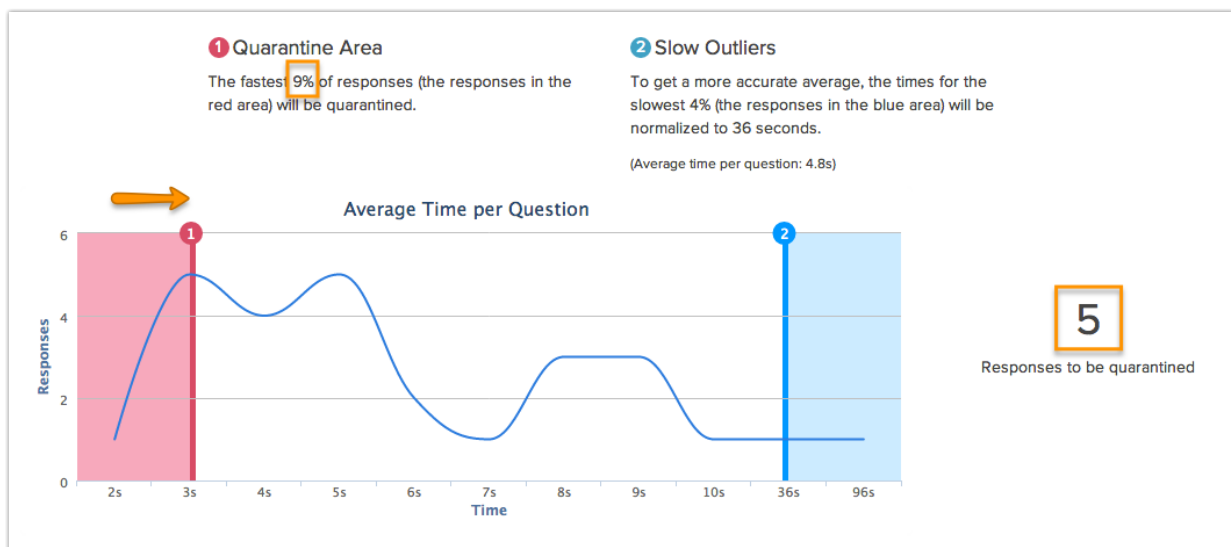 1 Quarantine Area
The fastest 9% of responses (the responses in the
red area) will be quarantined.
2 Slow Outliers
To get a more accurate average, the times for the
slowest 4% (the responses in the blue area) will be
normalized to 36 seconds.
(Average time per question: 4.8s)
Average Time per Question
1
2
6
4
2
0
Responses
2s 3s 4s 5s 6s 7s 8s 9s 10s 36s 96s
Time
5
Responses to be quarantined